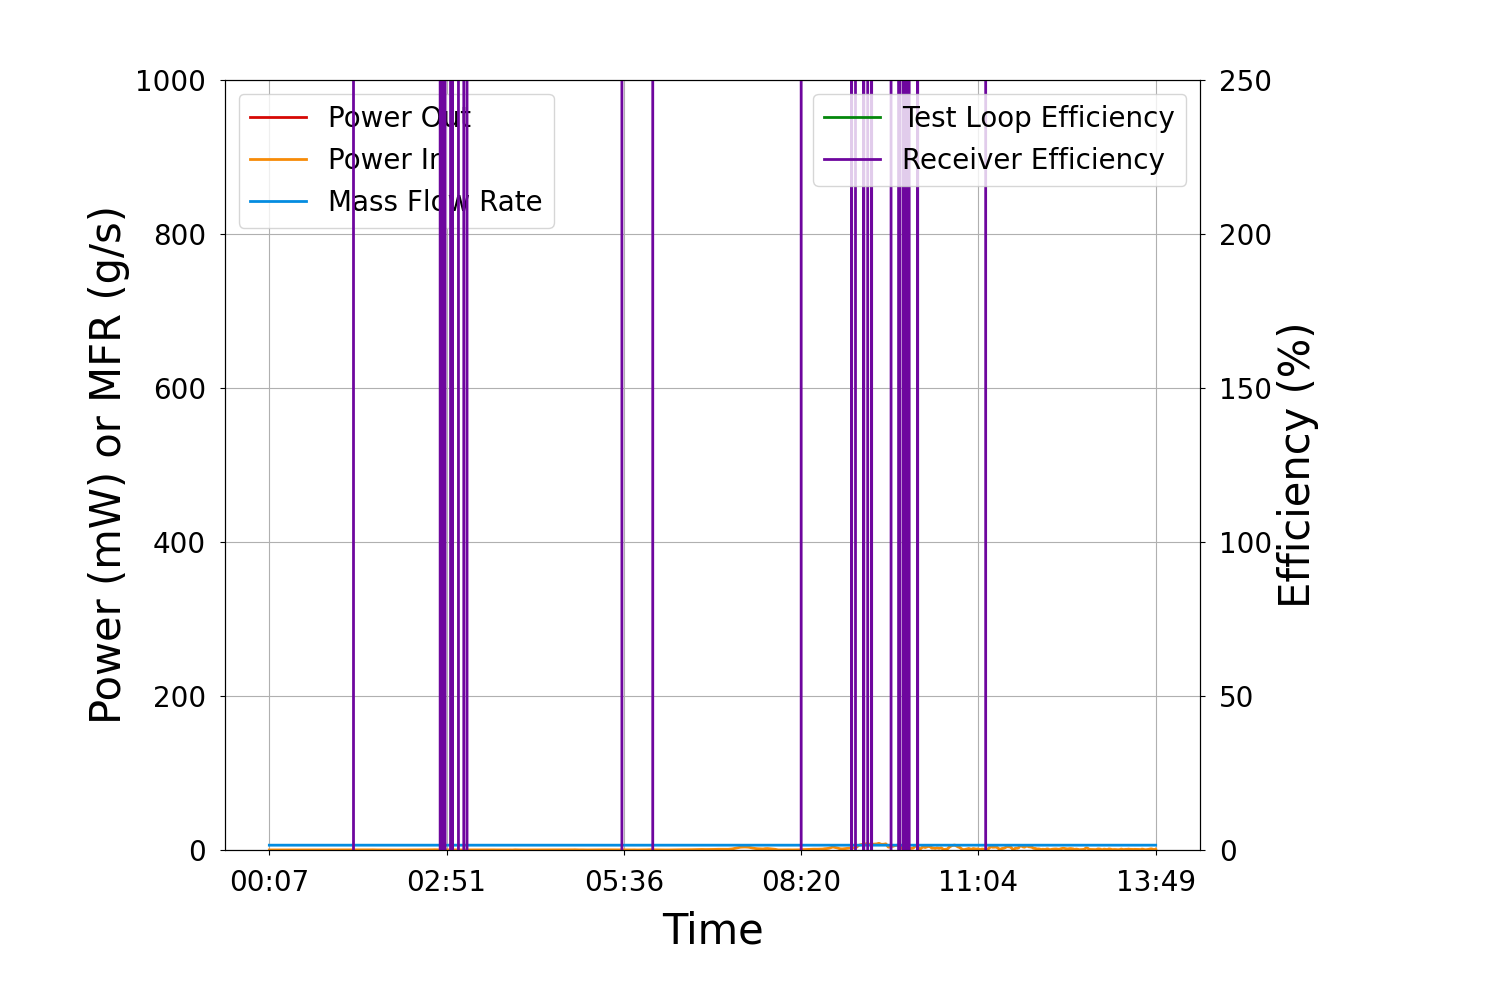 1000
800
600
400
200
0
Power (mW) or MFR (g/s)
Power Out
Power In
Mass Flow Rate
Test Loop Efficiency
Receiver Efficiency
250
200
150
100
50
0
Efficiency (%)
00:07 02:51 05:36 08:20 11:04 13:49
Time